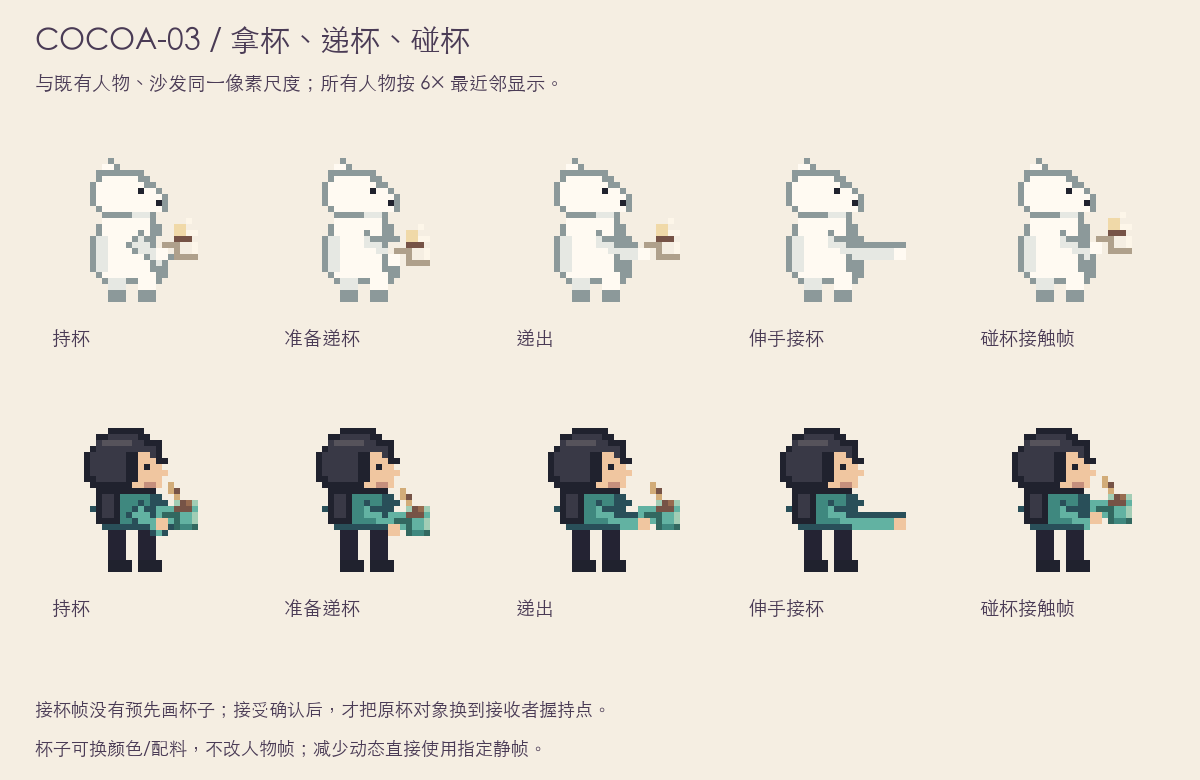 COCOA-03 / 拿杯、递杯、碰杯
与既有人物、沙发同一像素尺度；所有人物按 6× 最近邻显示。
持杯 准备递杯 递出 伸手接杯 碰杯接触帧
持杯 准备递杯 递出 伸手接杯 碰杯接触帧
接杯帧没有预先画杯子；接受确认后，才把原杯对象换到接收者握持点。
杯子可换颜色/配料，不改人物帧；减少动态直接使用指定静帧。